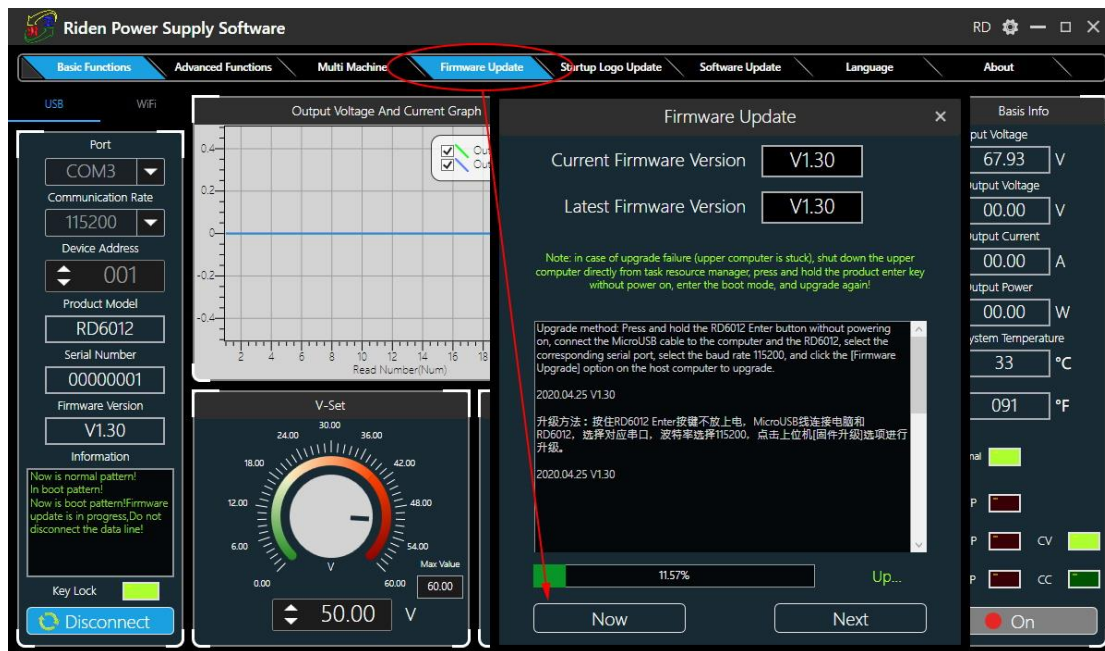 Riden Power Supply Software
RD
Basic Functions
Advanced Functions
Multi Machine
Firmware Update
Startup Logo Update
Software Update
Language
About
USB
WiFi
Port
COM3
Communication Rate
115200
Device Address
001
Product Model
RD6012
Serial Number
00000001
Firmware Version
V1.30
Information
Now is normal pattern!
In boot pattern!
Now is boot pattern!Firmware
update is in progress,Do not
disconnect the data line!
Key Lock
Disconnect
Output Voltage And Current Graph
Ou
Ou
0.4
0.2
0
-0.2
-0.4
2 4 6 8 10 12 14 16 18
Read Number(Num)
V-Set
30.00
24.00 36.00
18.00 42.00
12.00 48.00
6.00 54.00
0.00 V 60.00
Max Value
60.00
50.00 V
Firmware Update
Current Firmware Version V1.30
Latest Firmware Version V1.30
Note: in case of upgrade failure (upper computer is stuck), shut down the upper
computer directly from task resource manager, press and hold the product enter key
without power on, enter the boot mode, and upgrade again!
Upgrade method: Press and hold the RD6012 Enter button without powering
on, connect the MicroUSB cable to the computer and the RD6012, select the
corresponding serial port, select the baud rate 115200, and click the [Firmware
Upgrade] option on the host computer to upgrade.
2020.04.25 V1.30
升级方法：按住RD6012 Enter按键不放上电，MicroUSB线连接电脑和
RD6012，选择对应串口，波特率选择115200，点击上位机[固件升级]选项进行
升级。
2020.04.25 V1.30
11.57%
Up...
Now
Next
Basis Info
put Voltage
67.93 V
utput Voltage
00.00 V
utput Current
00.00 A
utput Power
00.00 W
ystem Temperature
33 °C
091 °F
nal
P
P CV
P CC
On